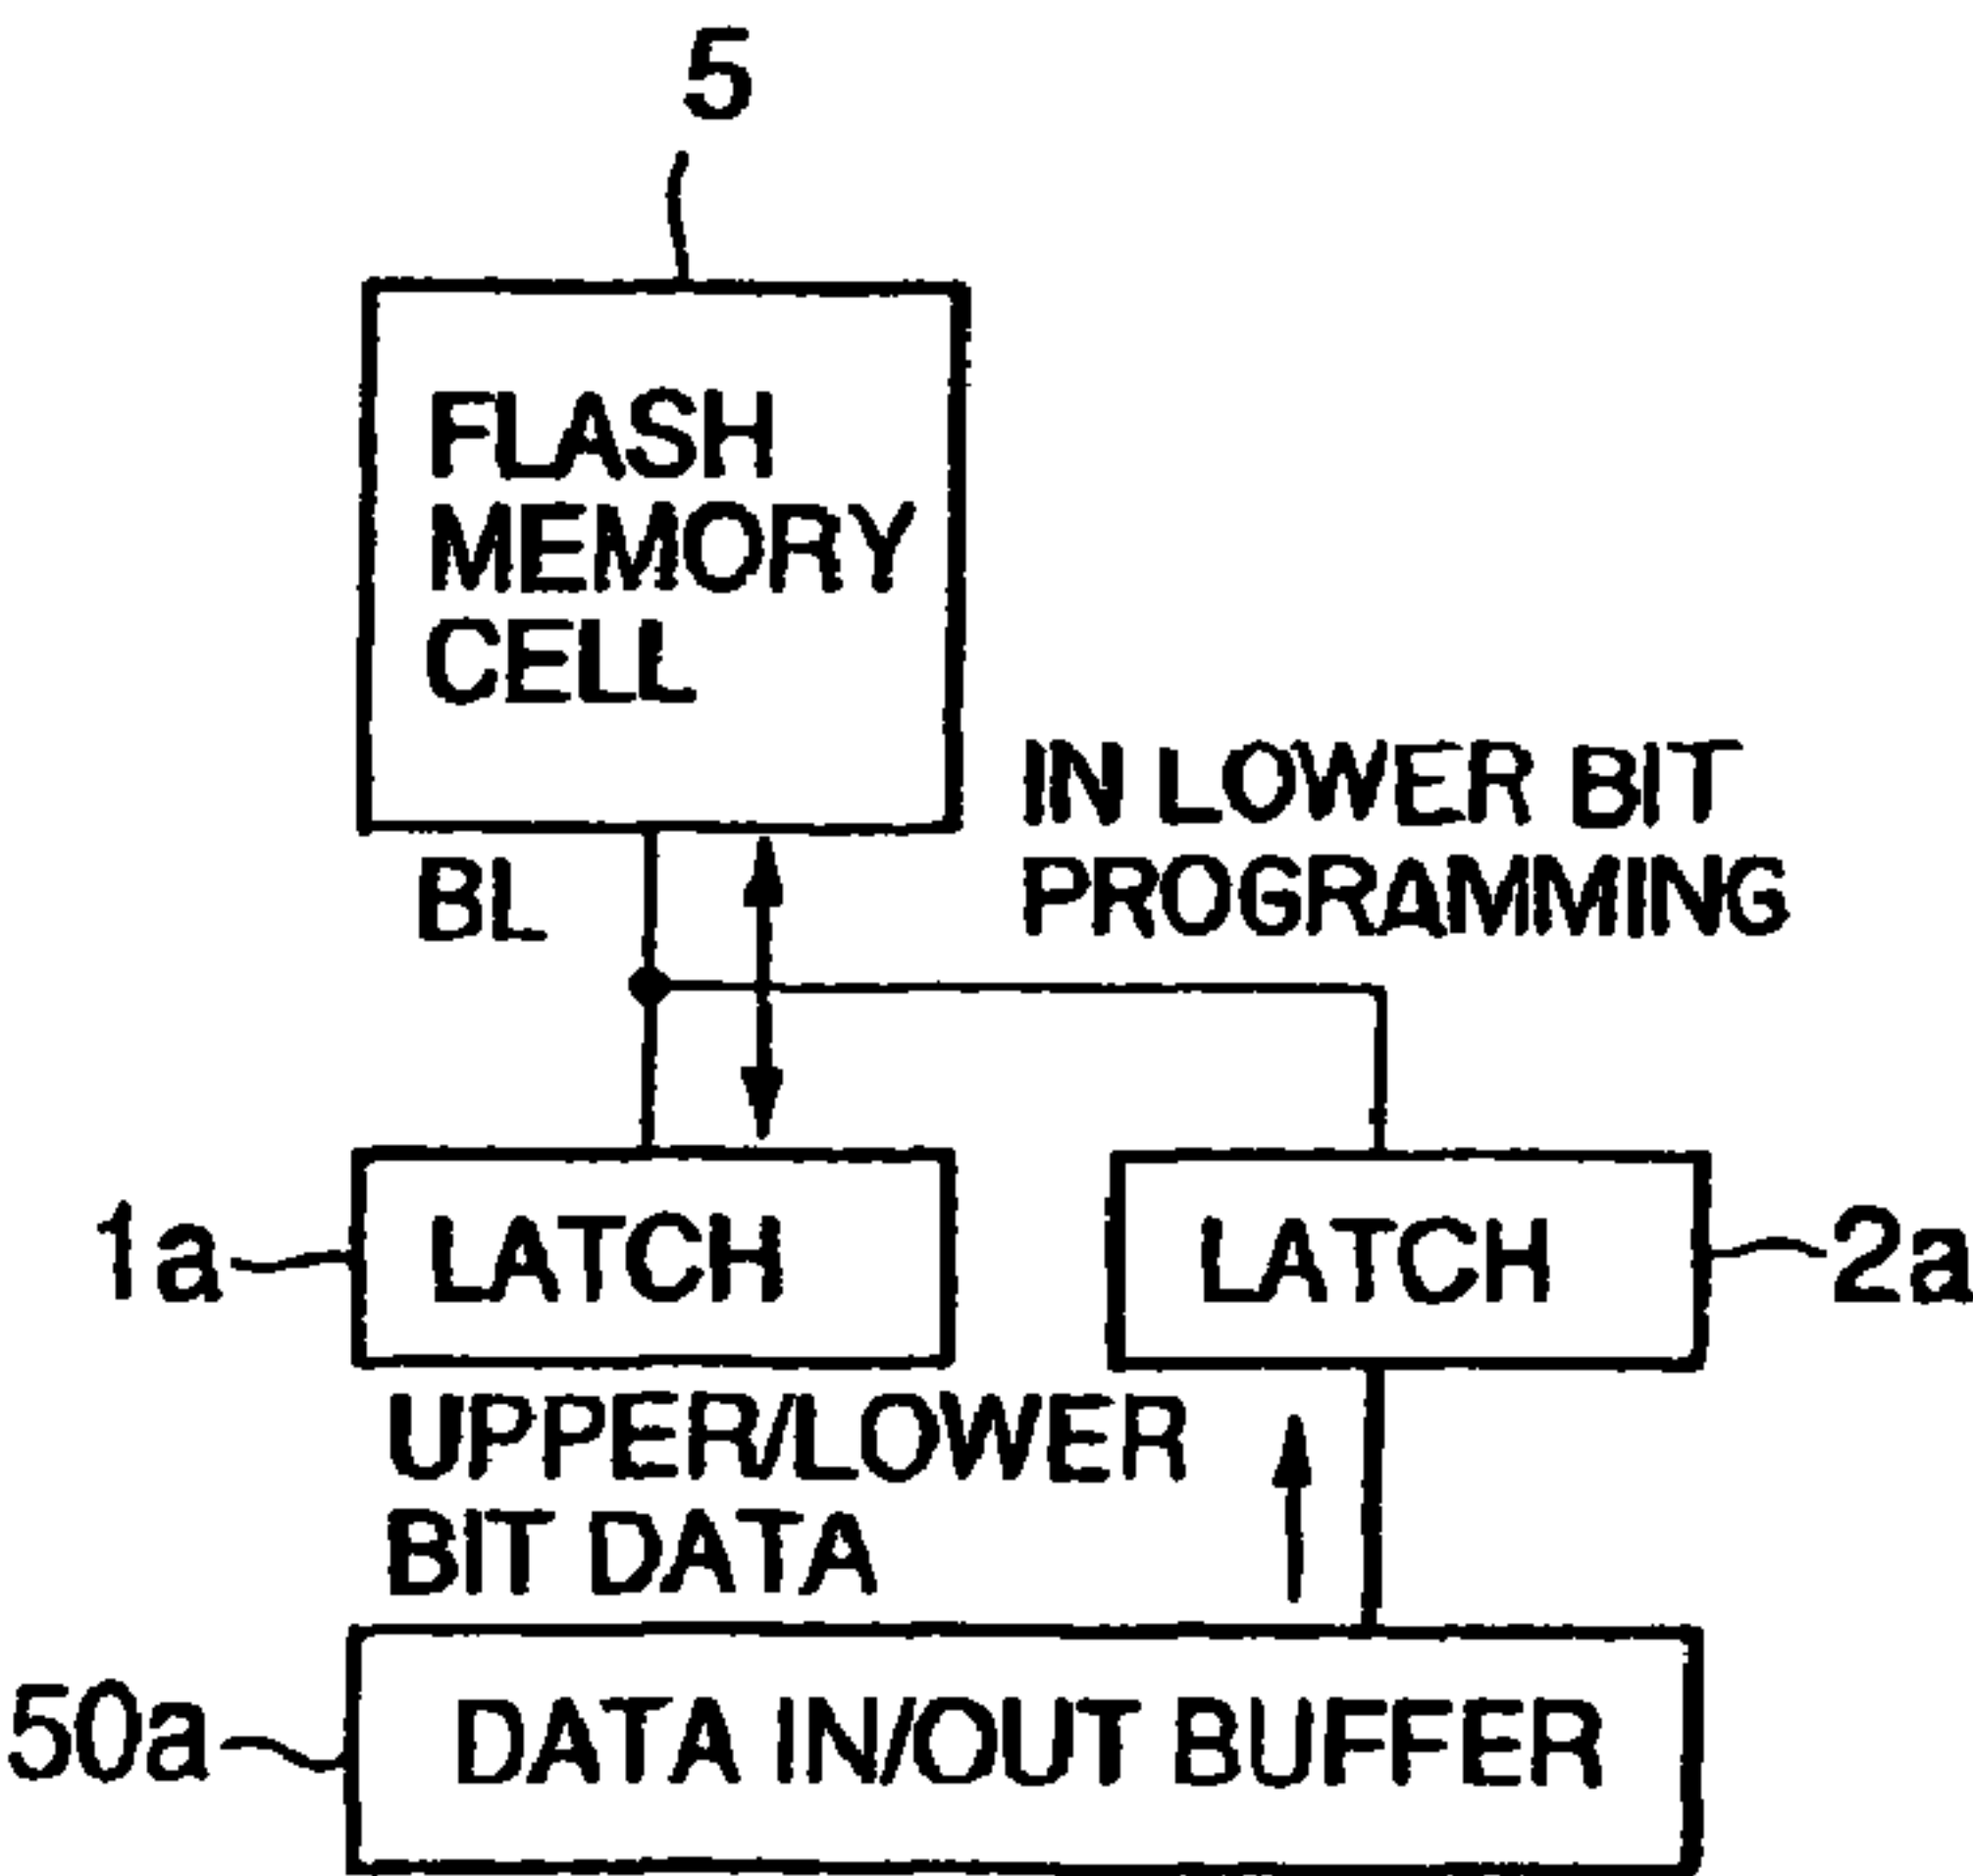 5
FLASH
MEMORY
CELL
IN LOWER BIT
PROGRAMMING
BL
1a
LATCH
LATCH
2a
UPPER/LOWER
BIT DATA
50a
DATA IN/OUT BUFFER